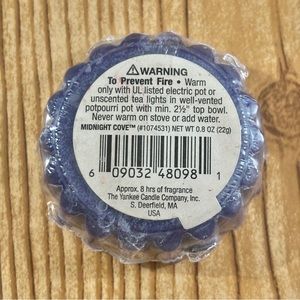 ⚠WARNING
To Prevent Fire • Warm
only with UL listed electric pot or
unscented tea lights in well-vented
potpourri pot with min. 2½" top bowl.
Never warm on stove or add water.
MIDNIGHT COVE™ (#1074531) NET WT 0.8 OZ (22g)
6 09032 48098 1
Approx. 8 hrs of fragrance
The Yankee Candle Company, Inc.
S. Deerfield, MA
USA